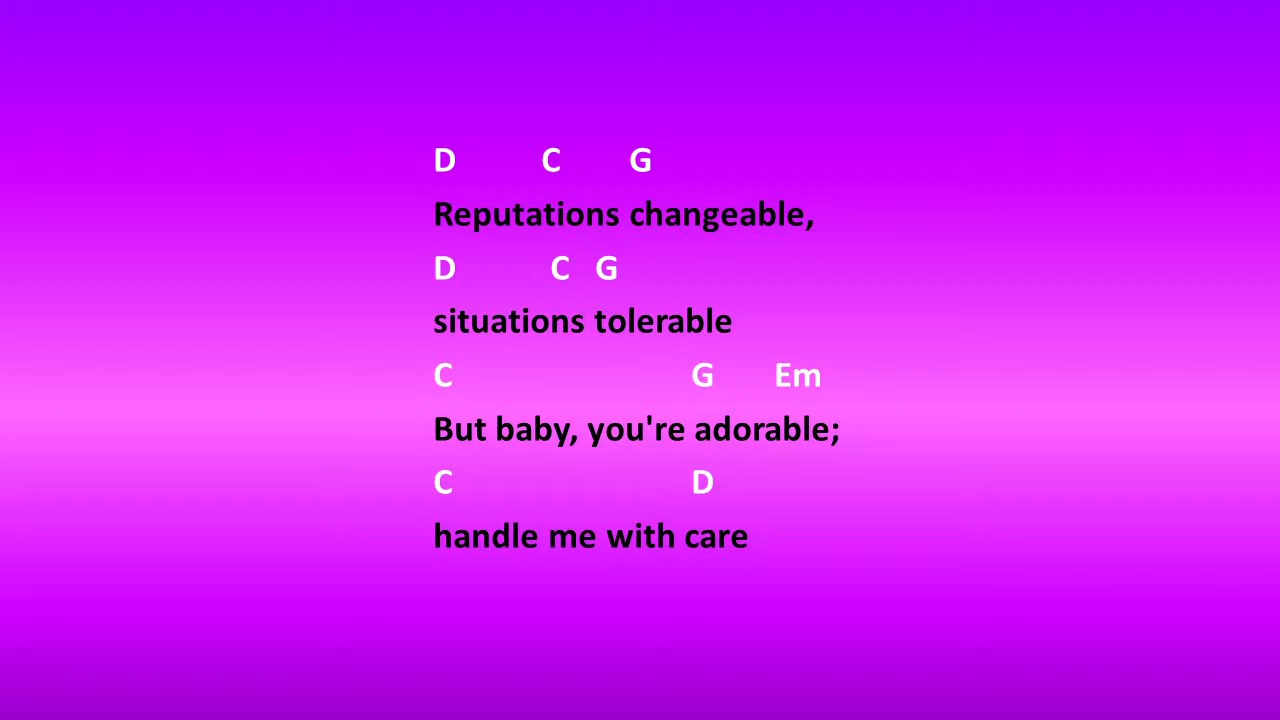 D C G
Reputations changeable,
D C G
situations tolerable
C G Em
But baby, you're adorable;
C D
handle me with care